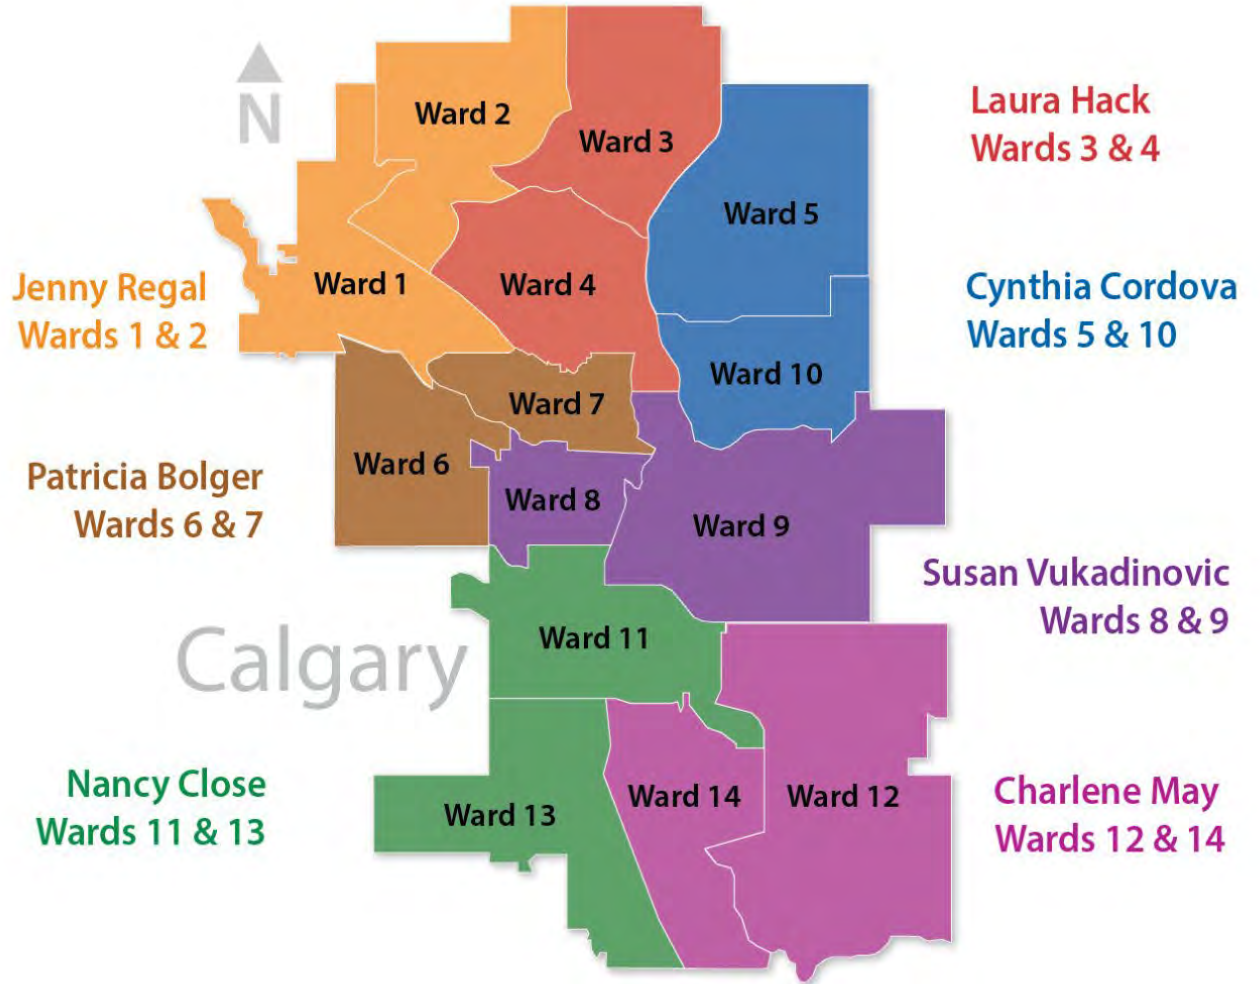 N
Ward 2
Ward 3
Laura Hack
Wards 3 & 4
Ward 5
Ward 1
Ward 4
Jenny Regal
Wards 1 & 2
Cynthia Cordova
Wards 5 & 10
Ward 10
Ward 7
Ward 6
Patricia Bolger
Wards 6 & 7
Ward 8
Ward 9
Susan Vukadinovic
Wards 8 & 9
Ward 11
Calgary
Nancy Close
Wards 11 & 13
Ward 13
Ward 14
Ward 12
Charlene May
Wards 12 & 14